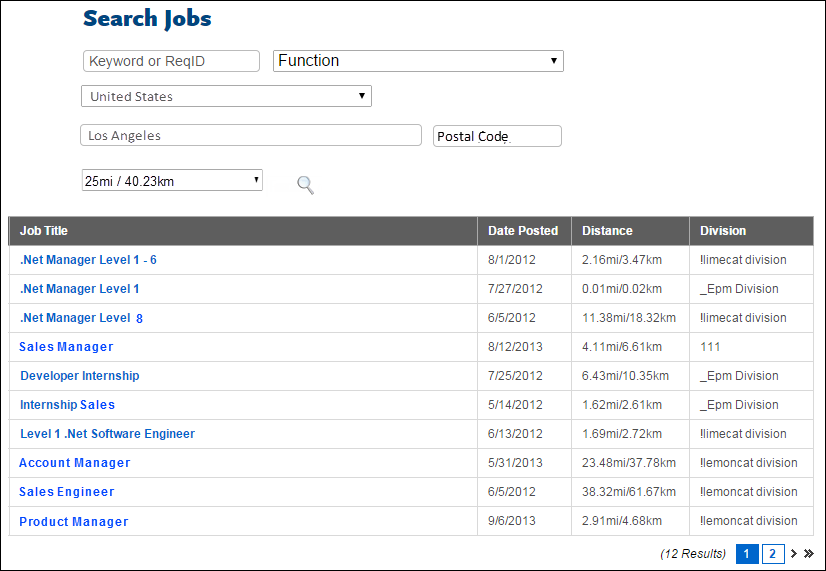 Search Jobs
Keyword or ReqID Function
United States
Los Angeles Postal Code
25mi / 40.23km
Job Title Date Posted Distance Division
.Net Manager Level 1 - 6 8/1/2012 2.16mi/3.47km !limecat division
.Net Manager Level 1 7/27/2012 0.01mi/0.02km _Epm Division
.Net Manager Level 8 6/5/2012 11.38mi/18.32km !limecat division
Sales Manager 8/12/2013 4.11mi/6.61km 111
Developer Internship 7/25/2012 6.43mi/10.35km _Epm Division
Internship Sales 5/14/2012 1.62mi/2.61km _Epm Division
Level 1 .Net Software Engineer 6/13/2012 1.69mi/2.72km !limecat division
Account Manager 5/31/2013 23.48mi/37.78km !lemoncat division
Sales Engineer 6/5/2012 38.32mi/61.67km !lemoncat division
Product Manager 9/6/2013 2.91mi/4.68km !lemoncat division
(12 Results) 1 2 > »